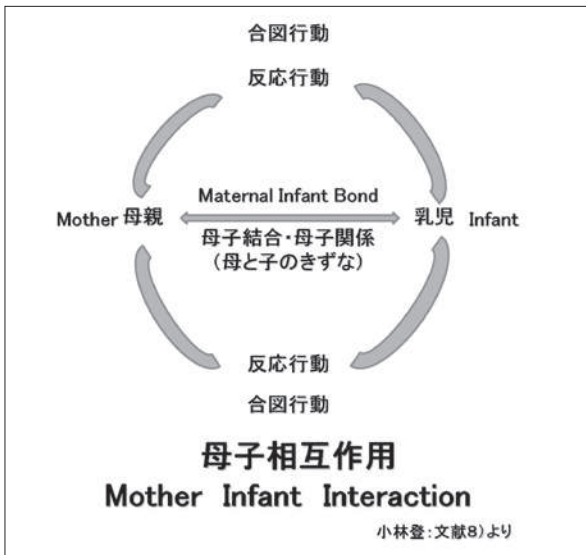 合図行動
反応行動
Maternal Infant Bond
Mother 母親
乳児 Infant
母子結合・母子関係
(母と子のきずな)
反応行動
合図行動
母子相互作用
Mother Infant Interaction
小林登:文献8)より